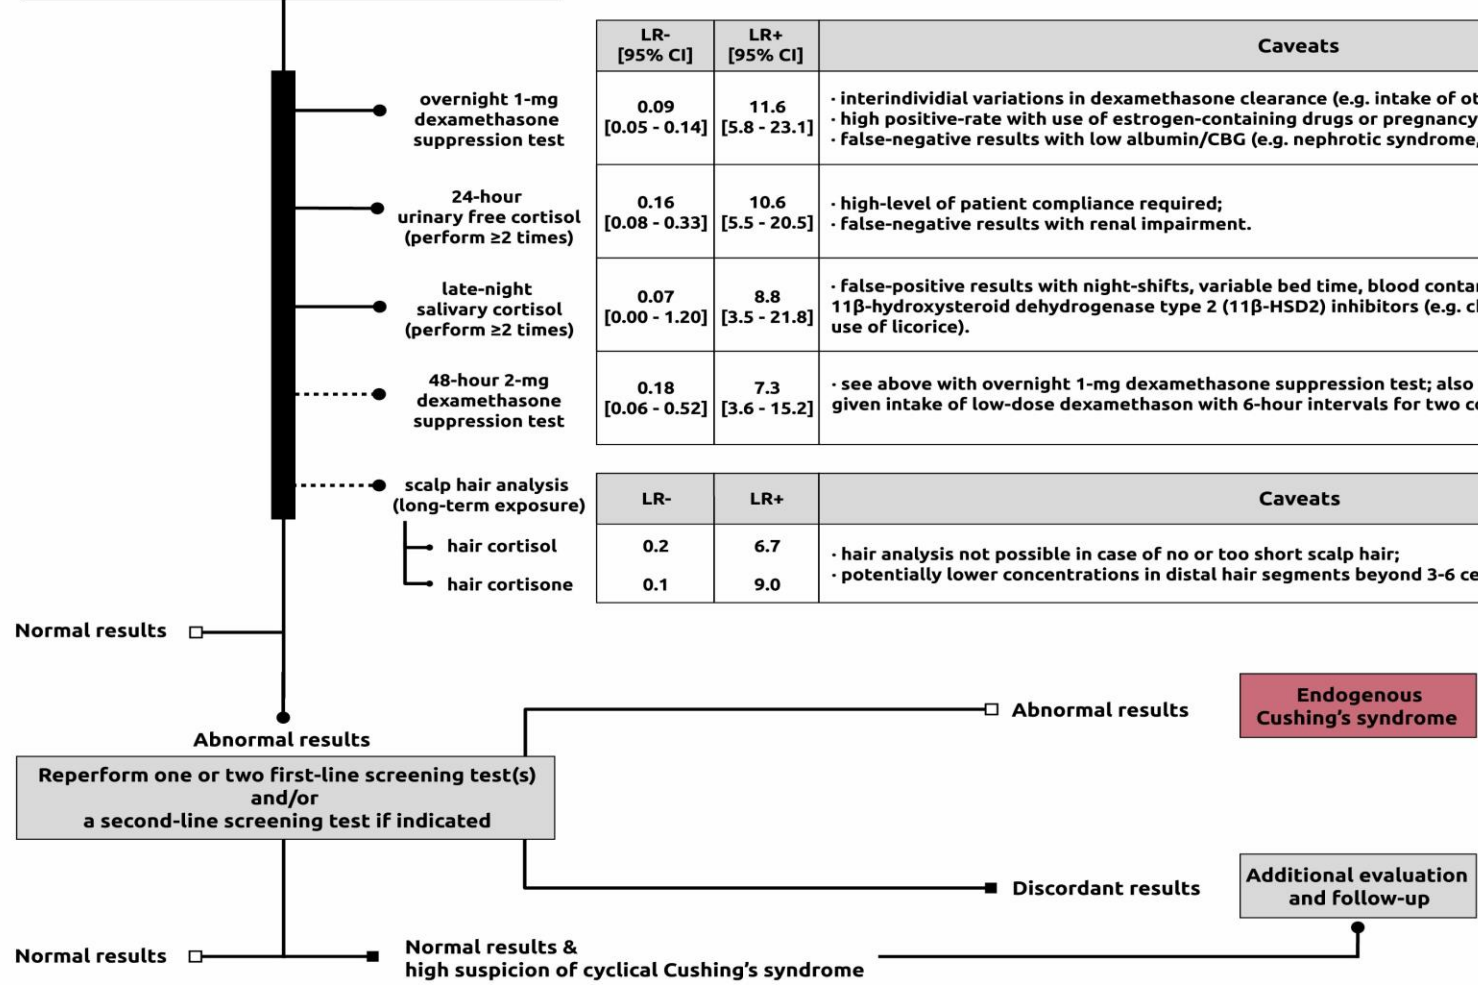 LR-
[95% CI]
LR+
[95% CI]
Caveats
overnight 1-mg
dexamethasone
suppression test
0.09
[0.05 - 0.14]
11.6
[5.8 - 23.1]
· interindividial variations in dexamethasone clearance (e.g. intake of
· high positive-rate with use of estrogen-containing drugs or pregnancy
· false-negative results with low albumin/CBG (e.g. nephrotic syndrome,
24-hour
urinary free cortisol
(perform ≥2 times)
0.16
[0.08 - 0.33]
10.6
[5.5 - 20.5]
· high-level of patient compliance required;
· false-negative results with renal impairment.
late-night
salivary cortisol
(perform ≥2 times)
0.07
[0.00 - 1.20]
8.8
[3.5 - 21.8]
· false-positive results with night-shifts, variable bed time, blood
11β-hydroxysteroid dehydrogenase type 2 (11β-HSD2) inhibitors (e.g.
use of licorice).
48-hour 2-mg
dexamethasone
suppression test
0.18
[0.06 - 0.52]
7.3
[3.6 - 15.2]
· see above with overnight 1-mg dexamethasone suppression test; also
given intake of low-dose dexamethason with 6-hour intervals for two
scalp hair analysis
(long-term exposure)
LR-
LR+
Caveats
hair cortisol
0.2
6.7
hair cortisone
0.1
9.0
· hair analysis not possible in case of no or too short scalp hair;
· potentially lower concentrations in distal hair segments beyond 3-6
Normal results
Abnormal results
Reperform one or two first-line screening test(s)
and/or
a second-line screening test if indicated
Abnormal results
Endogenous
Cushing's syndrome
Discordant results
Additional evaluation
and follow-up
Normal results
Normal results &
high suspicion of cyclical Cushing's syndrome